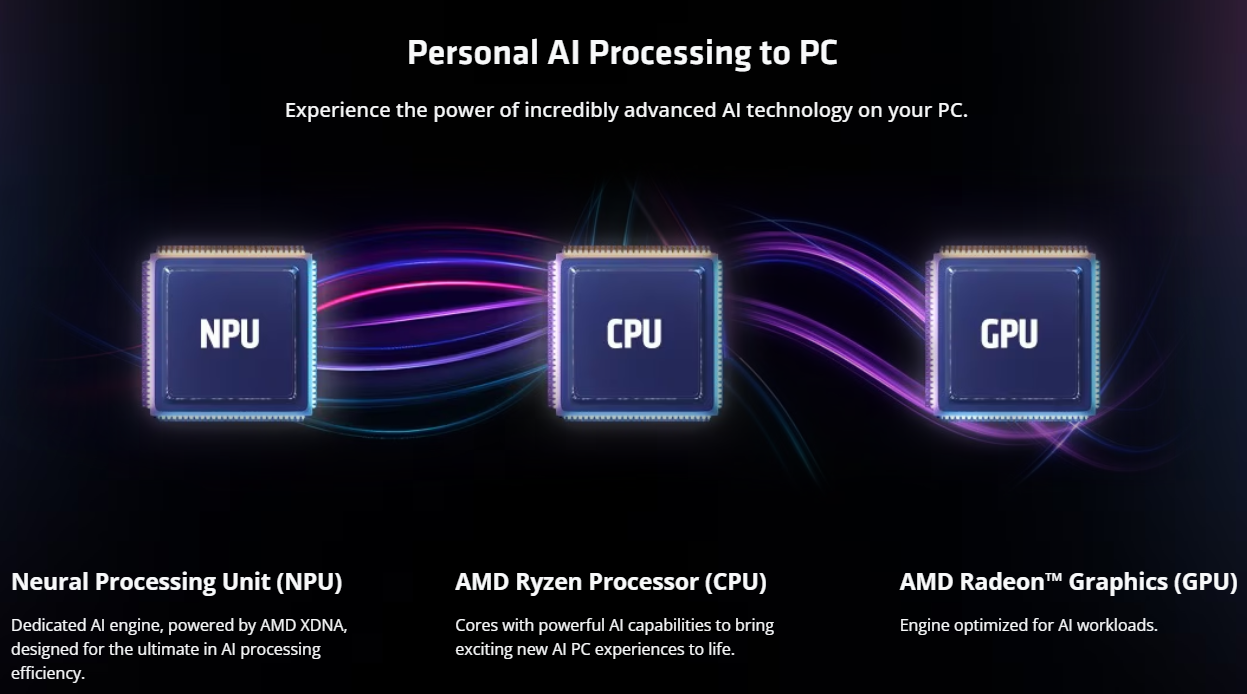 Personal AI Processing to PC
Experience the power of incredibly advanced AI technology on your PC.
NPU
CPU
GPU
Neural Processing Unit (NPU)
Dedicated AI engine, powered by AMD XDNA,
designed for the ultimate in AI processing
efficiency.
AMD Ryzen Processor (CPU)
Cores with powerful AI capabilities to bring
exciting new AI PC experiences to life.
AMD Radeon™ Graphics (GPU)
Engine optimized for AI workloads.